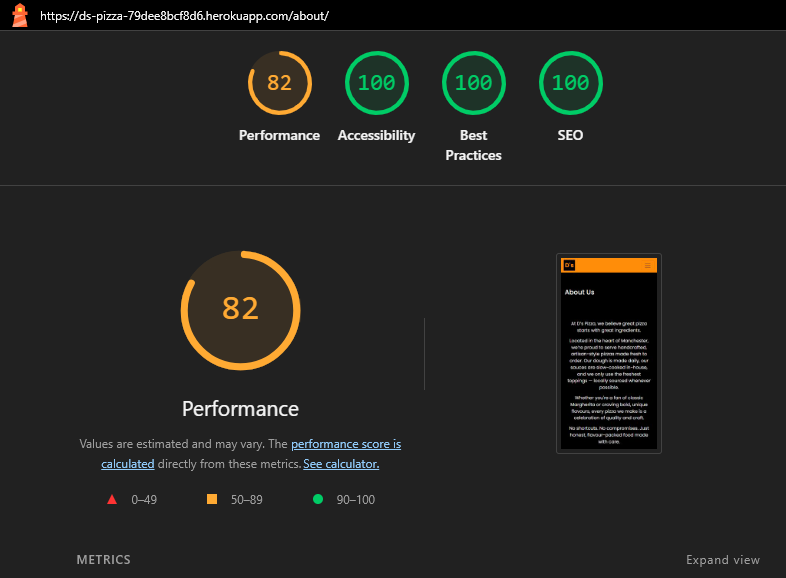 https://ds-pizza-79dee8bcf8d6.herokuapp.com/about/
82
100
100
100
Performance
Accessibility
Best
Practices
SEO
82
Performance
Values are estimated and may vary. The performance score is
calculated directly from these metrics. See calculator.
0–49
50–89
90–100
D's
About Us
At D's Pizza, we believe great pizza
starts with great ingredients.
Located in the heart of Manchester,
we're proud to serve handcrafted,
artisan-style pizzas made fresh to
order. Our dough is made daily, our
sauces are slow-cooked in-house,
and we only use the freshest
toppings — locally sourced whenever
possible.
Whether you're a fan of classic
Margherita or craving bold, unique
flavours, every pizza we make is a
celebration of quality and craft.
No shortcuts. No compromises. Just
honest, flavour-packed food made
with care.
METRICS
Expand view